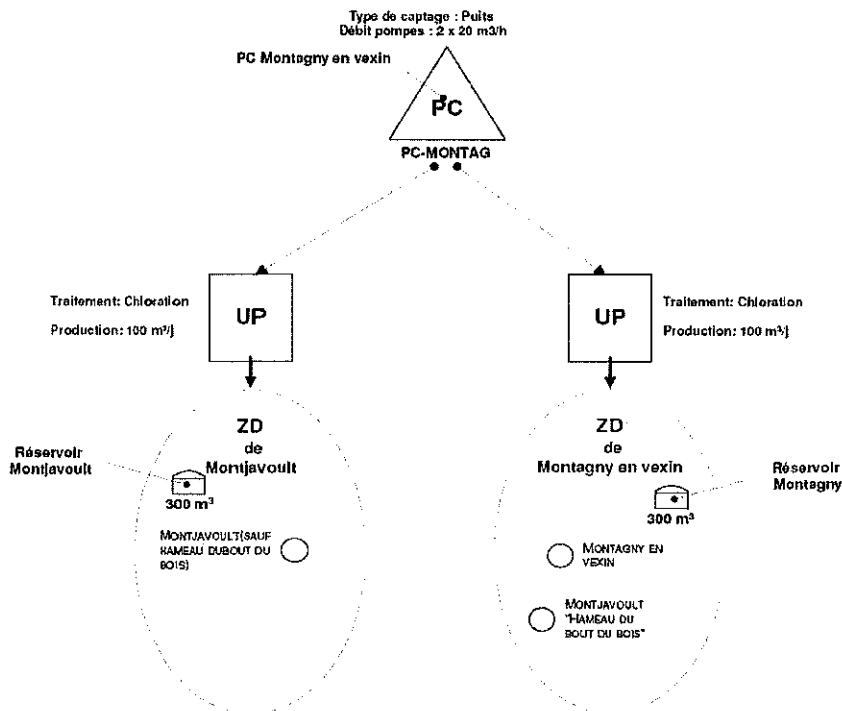 Type de captage : Puits
Débit pompes : 2 x 20 m3/h
PC Montagny en vexin
PC
PC-MONTAG
Traitement: Chloration
Production: 100 m³/j
UP
UP
Traitement: Chloration
Production: 100 m³/j
ZD
de
Montjavoult
Réservoir
Montjavoult
300 m³
MONTJAVOULT(SAUF
HAMEAU DUBOUT DU
BOIS)
ZD
de
Montagny en vexin
Réservoir
Montagny
300 m³
MONTAGNY EN
VEXIN
MONTJAVOULT
"HAMEAU DU
BOUT DU BOIS"